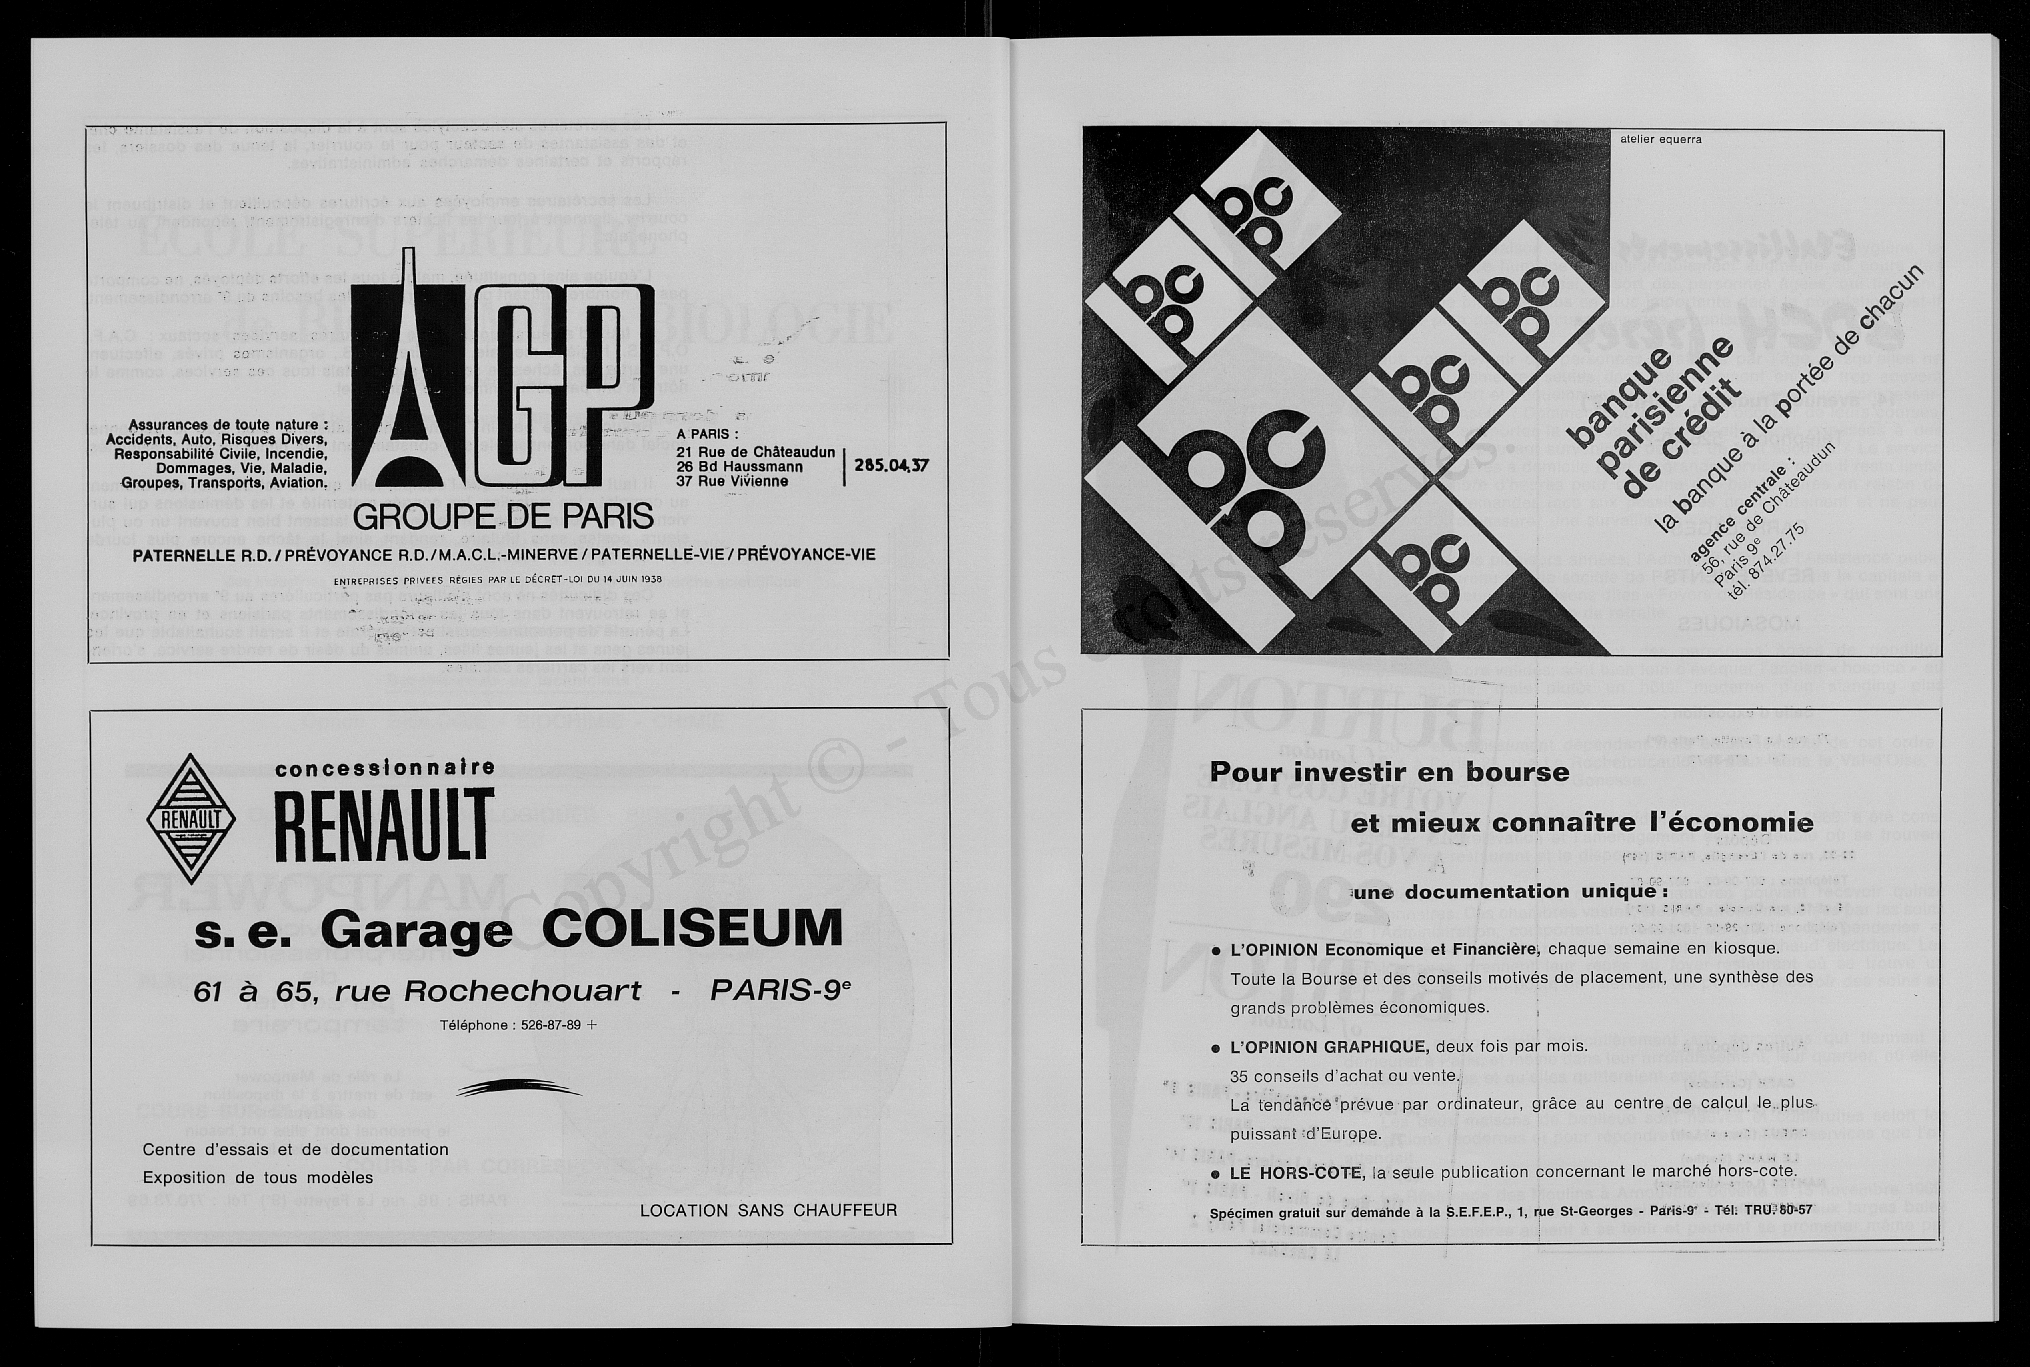 Assurances de toute nature :
Accidents, Auto, Risques Divers,
Responsabilité Civile, Incendie,
Dommages, Vie, Maladie,
Groupes, Transports, Aviation.
AGP
GROUPE DE PARIS
A PARIS :
21 Rue de Châteaudun
26 Bd Haussmann
37 Rue Vivienne
285.04.37
PATERNELLE R.D. / PRÉVOYANCE R.D. / M.A.C.L.-MINERVE / PATERNELLE-VIE / PRÉVOYANCE-VIE
ENTREPRISES PRIVEES RÉGIES PAR LE DÉCRET-LOI DU 14 JUIN 1938
RENAULT
concessionnaire
RENAULT
s. e. Garage COLISEUM
61 à 65, rue Rochechouart - PARIS-9e
Téléphone : 526-87-89 +
Centre d'essais et de documentation
Exposition de tous modèles
LOCATION SANS CHAUFFEUR
atelier equerra
bcp
bcp
bcp
bcp
bcp
bcp
banque
parisienne
de crédit
la banque à la portée de chacun
agence centrale :
56, rue de Châteaudun
Paris 9e
tél. 874.27.75
Pour investir en bourse
et mieux connaître l'économie
une documentation unique :
• L'OPINION Economique et Financière, chaque semaine en kiosque.
Toute la Bourse et des conseils motivés de placement, une synthèse des
grands problèmes économiques.
• L'OPINION GRAPHIQUE, deux fois par mois.
35 conseils d'achat ou vente.
La tendance prévue par ordinateur, grâce au centre de calcul le plus
puissant d'Europe.
• LE HORS-COTE, la seule publication concernant le marché hors-cote.
Spécimen gratuit sur demande à la S.E.F.E.P., 1, rue St-Georges - Paris-9e - Tél. TRU. 80-57
Copyright © - Tous droits réservés.